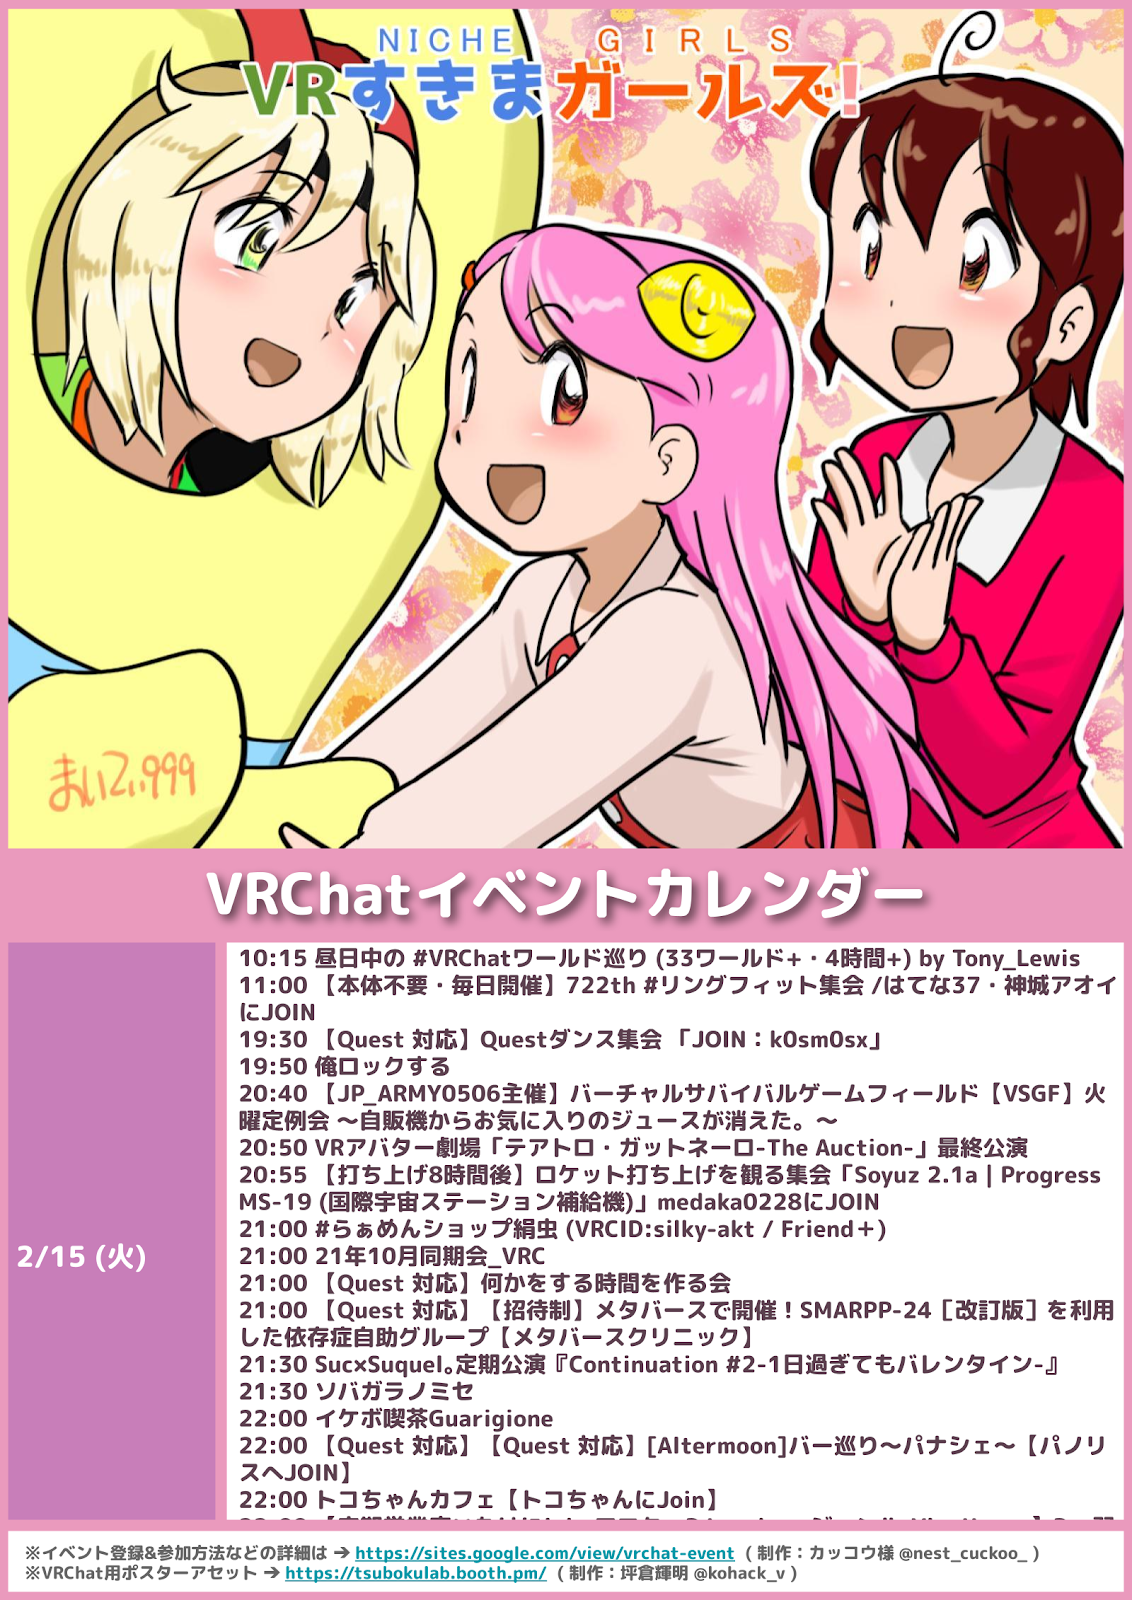 NICHE GIRLS
VRすきまガールズ!
まいてぃ999
VRChatイベントカレンダー
2/15 (火)
10:15 昼日中の #VRChatワールド巡り (33ワールド+・4時間+) by Tony_Lewis
11:00 【本体不要・毎日開催】722th #リングフィット集会 /はてな37・神城アオイ
にJOIN
19:30 【Quest 対応】Questダンス集会 「JOIN：k0sm0sx」
19:50 俺ロックする
20:40 【JP_ARMY0506主催】バーチャルサバイバルゲームフィールド【VSGF】火
曜定例会 ～自販機からお気に入りのジュースが消えた。～
20:50 VRアバター劇場「テアトロ・ガットネーロ-The Auction-」最終公演
20:55 【打ち上げ8時間後】ロケット打ち上げを観る集会「Soyuz 2.1a | Progress
MS-19 (国際宇宙ステーション補給機)」medaka0228にJOIN
21:00 #らぁめんショップ絹虫 (VRCID:silky-akt / Friend＋)
21:00 21年10月同期会_VRC
21:00 【Quest 対応】何かをする時間を作る会
21:00 【Quest 対応】【招待制】メタバースで開催！SMARPP-24［改訂版］を利用
した依存症自助グループ【メタバースクリニック】
21:30 Suc×Suquel。定期公演『Continuation #2-1日過ぎてもバレンタイン-』
21:30 ソバガラノミセ
22:00 イケボ喫茶Guarigione
22:00 【Quest 対応】【Quest 対応】[Altermoon]バー巡り～パナシェ～【パノリ
スへJOIN】
22:00 トコちゃんカフェ【トコちゃんにJoin】
※イベント登録&参加方法などの詳細は → https://sites.google.com/view/vrchat-event （ 制作：カッコウ様 @nest_cuckoo_ ）
※VRChat用ポスターアセット → https://tsubokulab.booth.pm/ （ 制作：坪倉輝明 @kohack_v ）